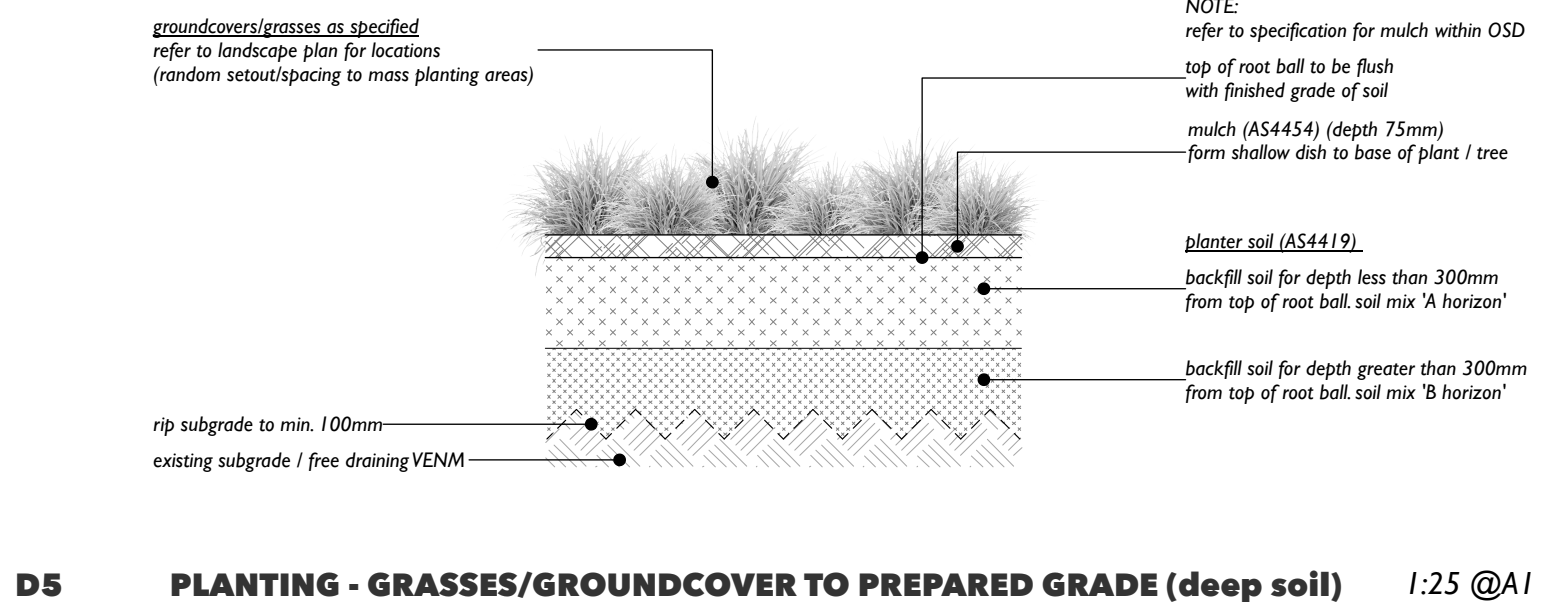 groundcovers/grasses as specified
refer to landscape plan for locations
(random setout/spacing to mass planting areas)
NOTE:
refer to specification for mulch within OSD
top of root ball to be flush
with finished grade of soil
mulch (AS4454) (depth 75mm)
form shallow dish to base of plant / tree
planter soil (AS4419)
backfill soil for depth less than 300mm
from top of root ball. soil mix 'A horizon'
backfill soil for depth greater than 300mm
from top of root ball. soil mix 'B horizon'
rip subgrade to min. 100mm
existing subgrade / free draining VENM
D5 PLANTING - GRASSES/GROUNDCOVER TO PREPARED GRADE (deep soil) 1:25 @A1